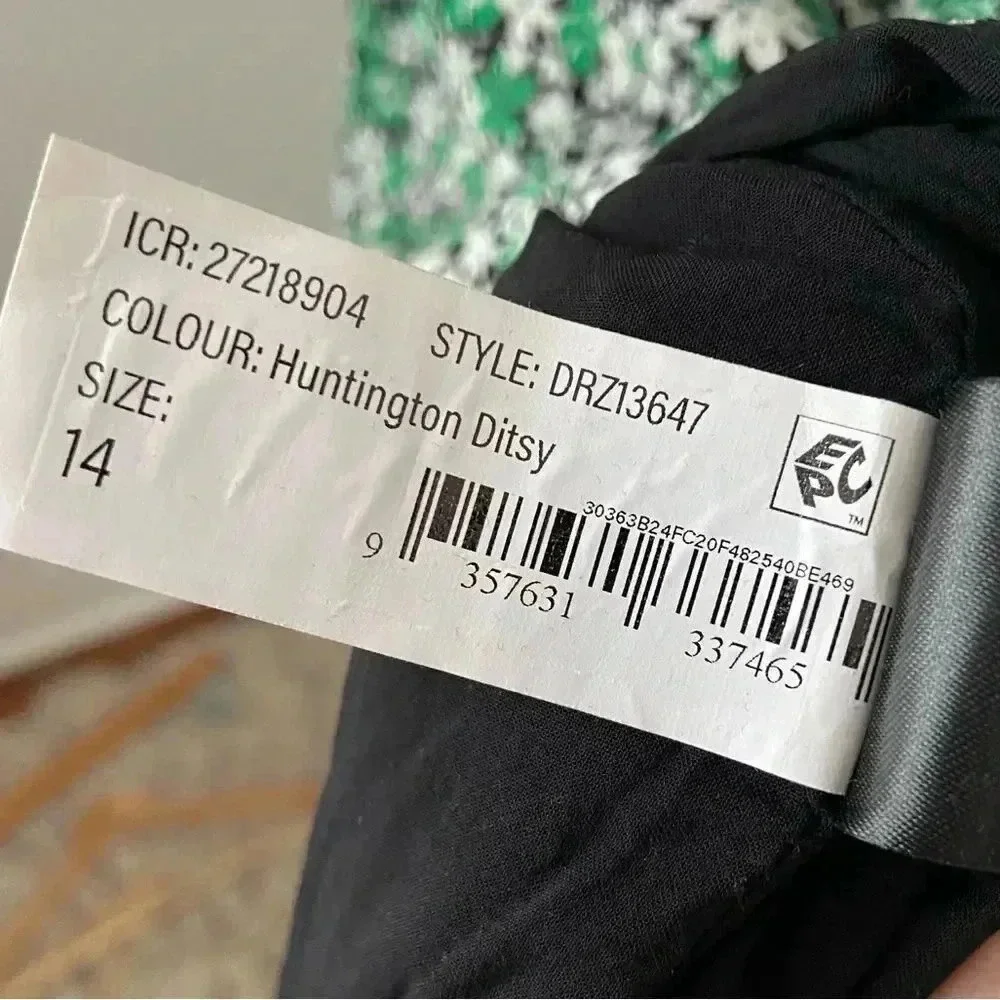 ICR: 27218904
STYLE: DRZ13647
COLOUR: Huntington Ditsy
SIZE:
14
EPC
TM
30363B24FC20F482540BE469
9 357631 337465